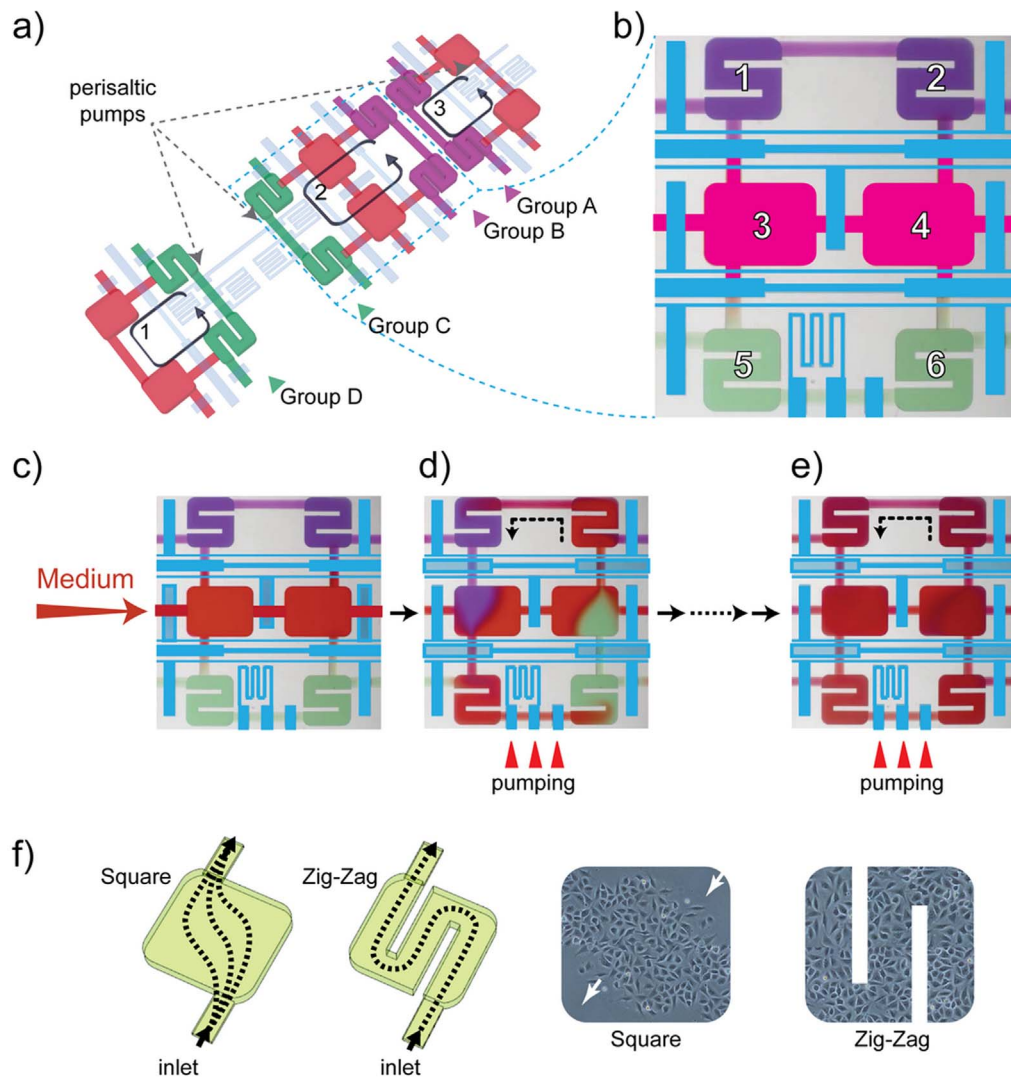 a)
perisaltic
pumps
3
2
1
Group A
Group B
Group C
Group D
b)
1
2
3
4
5
6
c)
Medium
d)
pumping
e)
pumping
f)
Square
inlet
Zig-Zag
inlet
Square
Zig-Zag